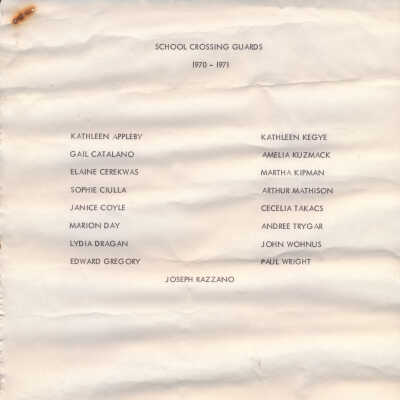 SCHOOL CROSSING GUARDS
1970 - 1971
KATHLEEN APPLEBY
GAIL CATALANO
ELAINE CEREKWAS
SOPHIE CIULLA
JANICE COYLE
MARION DAY
LYDIA DRAGAN
EDWARD GREGORY
KATHLEEN KEGYE
AMELIA KUZMACK
MARTHA KIPMAN
ARTHUR MATHISON
CECELIA TAKACS
ANDREE TRYGAR
JOHN WOHNUS
PAUL WRIGHT
JOSEPH RAZZANO